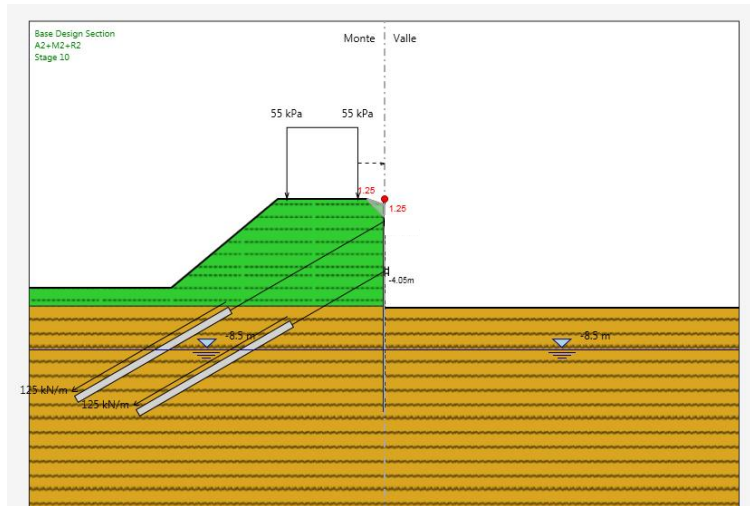 Base Design Section
A2+M2+R2
Stage 10
Monte
Valle
55 kPa
55 kPa
1.25
1.25
-4.05m
-8.5 m
-8.5 m
125 kN/m
125 kN/m